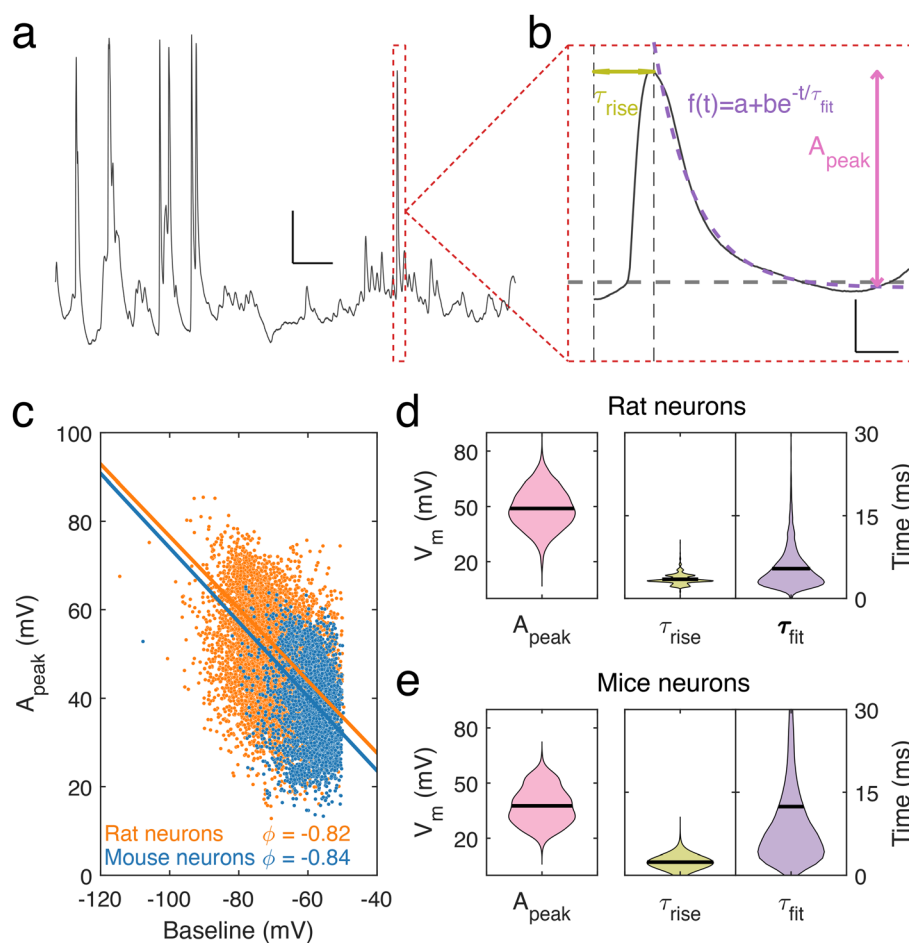 a
b
τrise
f(t)=a+be-t/τfit
Apeak
c
100
80
60
40
20
0
Apeak (mV)
Rat neurons ϕ = -0.82
Mouse neurons ϕ = -0.84
-120 -100 -80 -60 -40
Baseline (mV)
d
Rat neurons
80
50
20
Vm (mV)
30
15
0
Time (ms)
Apeak τrise τfit
e
Mice neurons
80
50
20
Vm (mV)
30
15
0
Time (ms)
Apeak τrise τfit